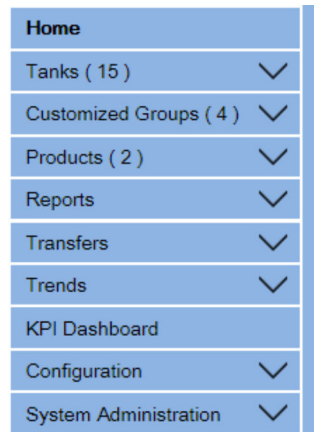 Home
Tanks ( 15 )
Customized Groups ( 4 )
Products ( 2 )
Reports
Transfers
Trends
KPI Dashboard
Configuration
System Administration